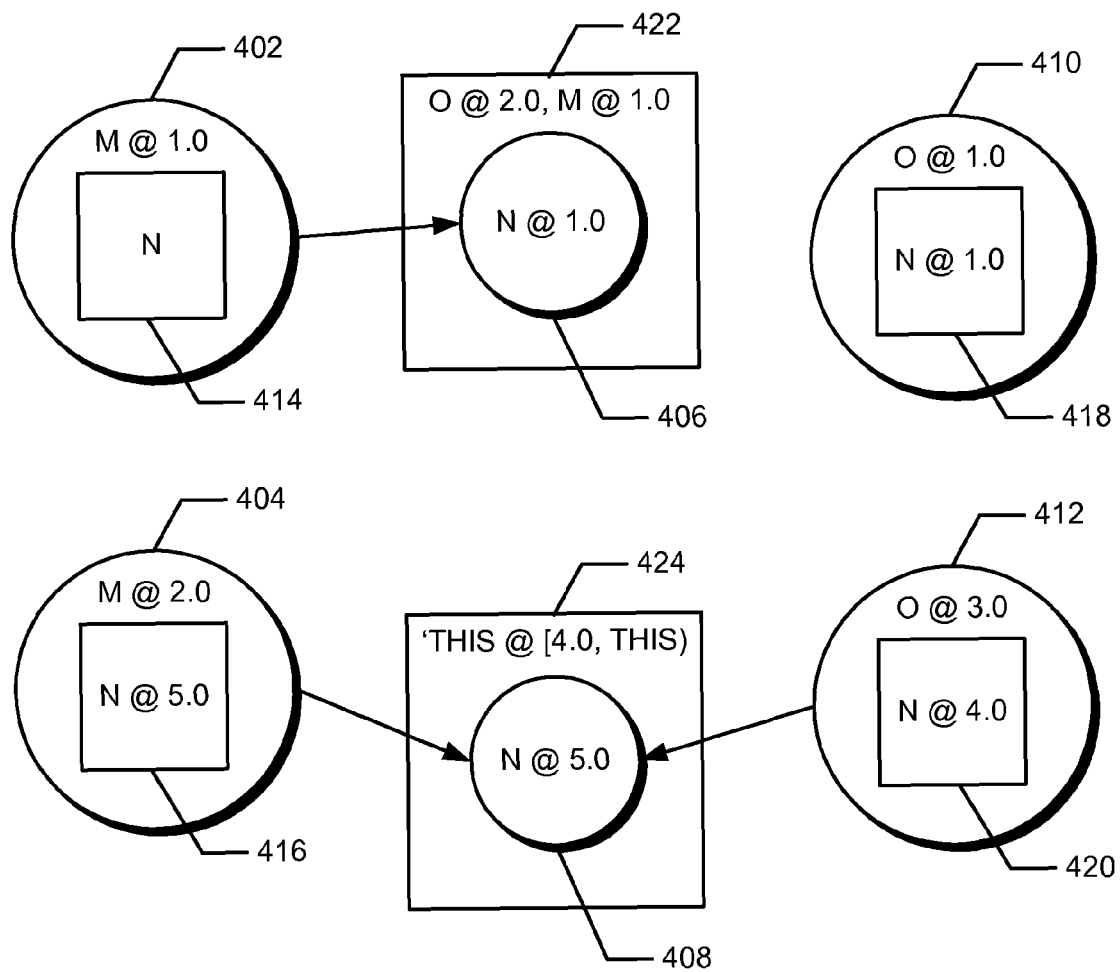 422
402
410
O @ 2.0, M @ 1.0
M @ 1.0
O @ 1.0
N @ 1.0
N
N @ 1.0
414
406
418
404
412
424
M @ 2.0
O @ 3.0
‘THIS @ [4.0, THIS)
N @ 5.0
N @ 4.0
N @ 5.0
416
420
408